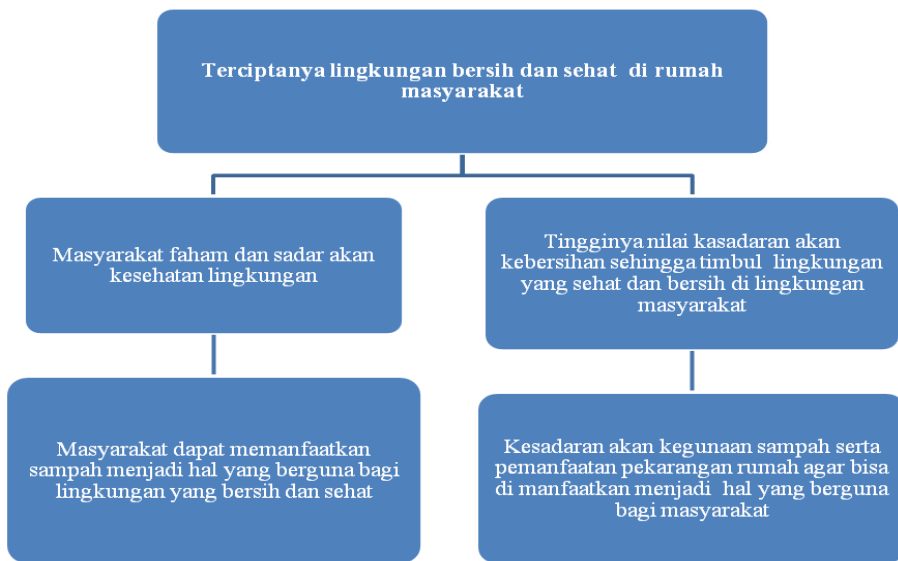 Terciptanya lingkungan bersih dan sehat di rumah
masyarakat
Masyarakat faham dan sadar akan
kesehatan lingkungan
Tingginya nilai kasadaran akan
kebersihan sehingga timbul lingkungan
yang sehat dan bersih di lingkungan
masyarakat
Masyarakat dapat memanfaatkan
sampah menjadi hal yang berguna bagi
lingkungan yang bersih dan sehat
Kesadaran akan kegunaan sampah serta
pemanfaatan pekarangan rumah agar bisa
di manfaatkan menjadi hal yang berguna
bagi masyarakat